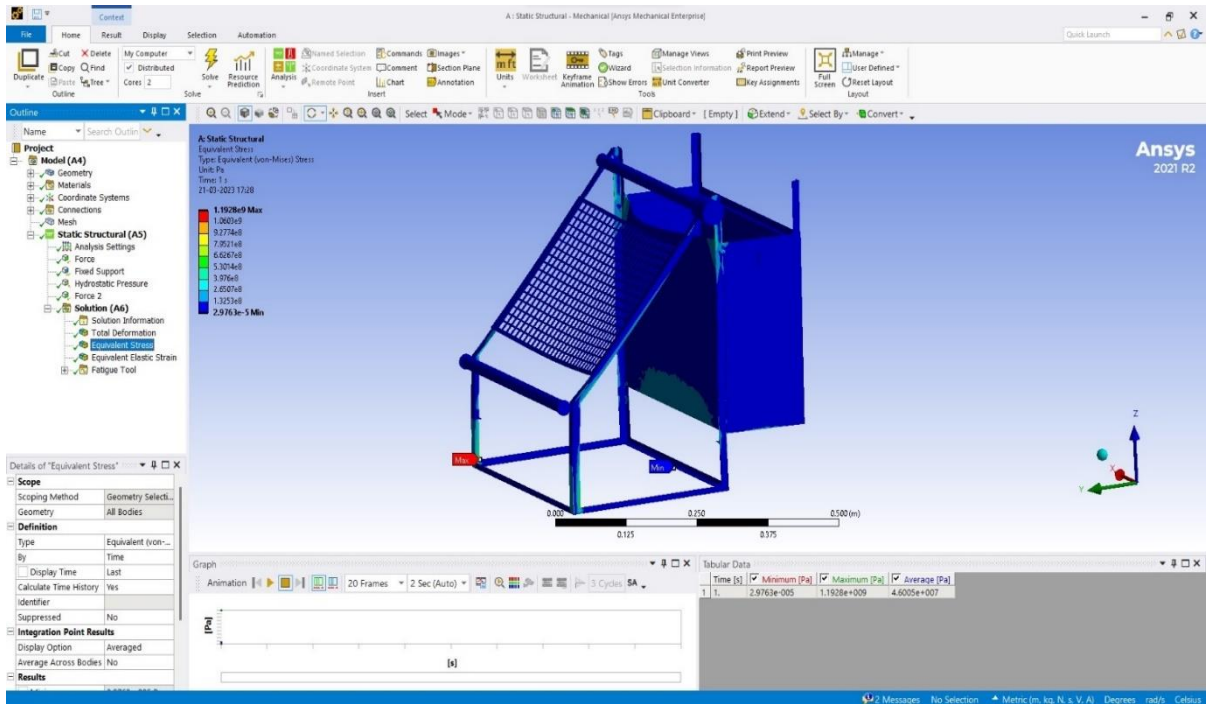 Context
A : Static Structural - Mechanical [Ansys Mechanical Enterprise]
File Home Result Display Selection Automation
Quick Launch
Duplicate
Cut
Delete
Copy
Find
Paste
Tree
Outline
My Computer
Distributed
Cores 2
Solve
Resource Prediction
Solve
Analysis
Named Selection
Commands
Images
Coordinate System
Comment
Section Plane
Remote Point
Chart
Annotation
Insert
Units
Worksheet
Keyframe Animation
Tags
Wizard
Show Errors
Manage Views
Selection Information
Unit Converter
Print Preview
Report Preview
Key Assignments
Tools
Full Screen
Manage
User Defined
Reset Layout
Layout
Outline
Name Search Outlin
Select Mode Clipboard [ Empty ] Extend Select By Convert
Project
Model (A4)
Geometry
Materials
Coordinate Systems
Connections
Mesh
Static Structural (A5)
Analysis Settings
Force
Fixed Support
Hydrostatic Pressure
Force 2
Solution (A6)
Solution Information
Total Deformation
Equivalent Stress
Equivalent Elastic Strain
Fatigue Tool
A: Static Structural
Equivalent Stress
Type: Equivalent (von-Mises) Stress
Unit: Pa
Time: 1 s
21-03-2023 17:28
1.1928e9 Max
1.0603e9
9.2774e8
7.9521e8
6.6267e8
5.3014e8
3.976e8
2.6507e8
1.3253e8
2.9763e-5 Min
Ansys
2021 R2
Max
Min
0.000 0.250 0.500 (m)
0.125 0.375
Z
X
Y
Details of "Equivalent Stress"
Scope
Scoping Method Geometry Selecti...
Geometry All Bodies
Definition
Type Equivalent (von-...
By Time
Display Time Last
Calculate Time History Yes
Identifier
Suppressed No
Integration Point Results
Display Option Averaged
Average Across Bodies No
Results
Graph
Animation 20 Frames 2 Sec (Auto) 3 Cycles SA
[Pa]
[s]
Tabular Data
Time [s] Minimum [Pa] Maximum [Pa] Average [Pa]
1 1. 2.9763e-005 1.1928e+009 4.6005e+007
2 Messages No Selection Metric (m, kg, N, s, V, A) Degrees rad/s Celsius